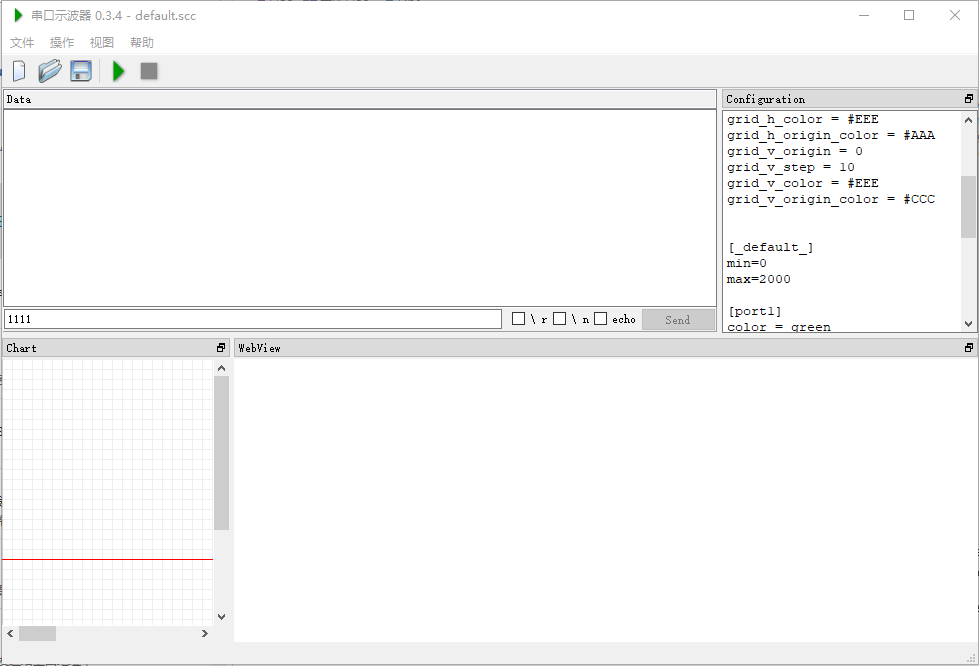 串口示波器 0.3.4 - default.scc
文件 操作 视图 帮助
Data
Configuration
grid_h_color = #EEE
grid_h_origin_color = #AAA
grid_v_origin = 0
grid_v_step = 10
grid_v_color = #EEE
grid_v_origin_color = #CCC
[_default_]
min=0
max=2000
[port1]
color = green
1111
\ r \ n echo Send
Chart
WebView